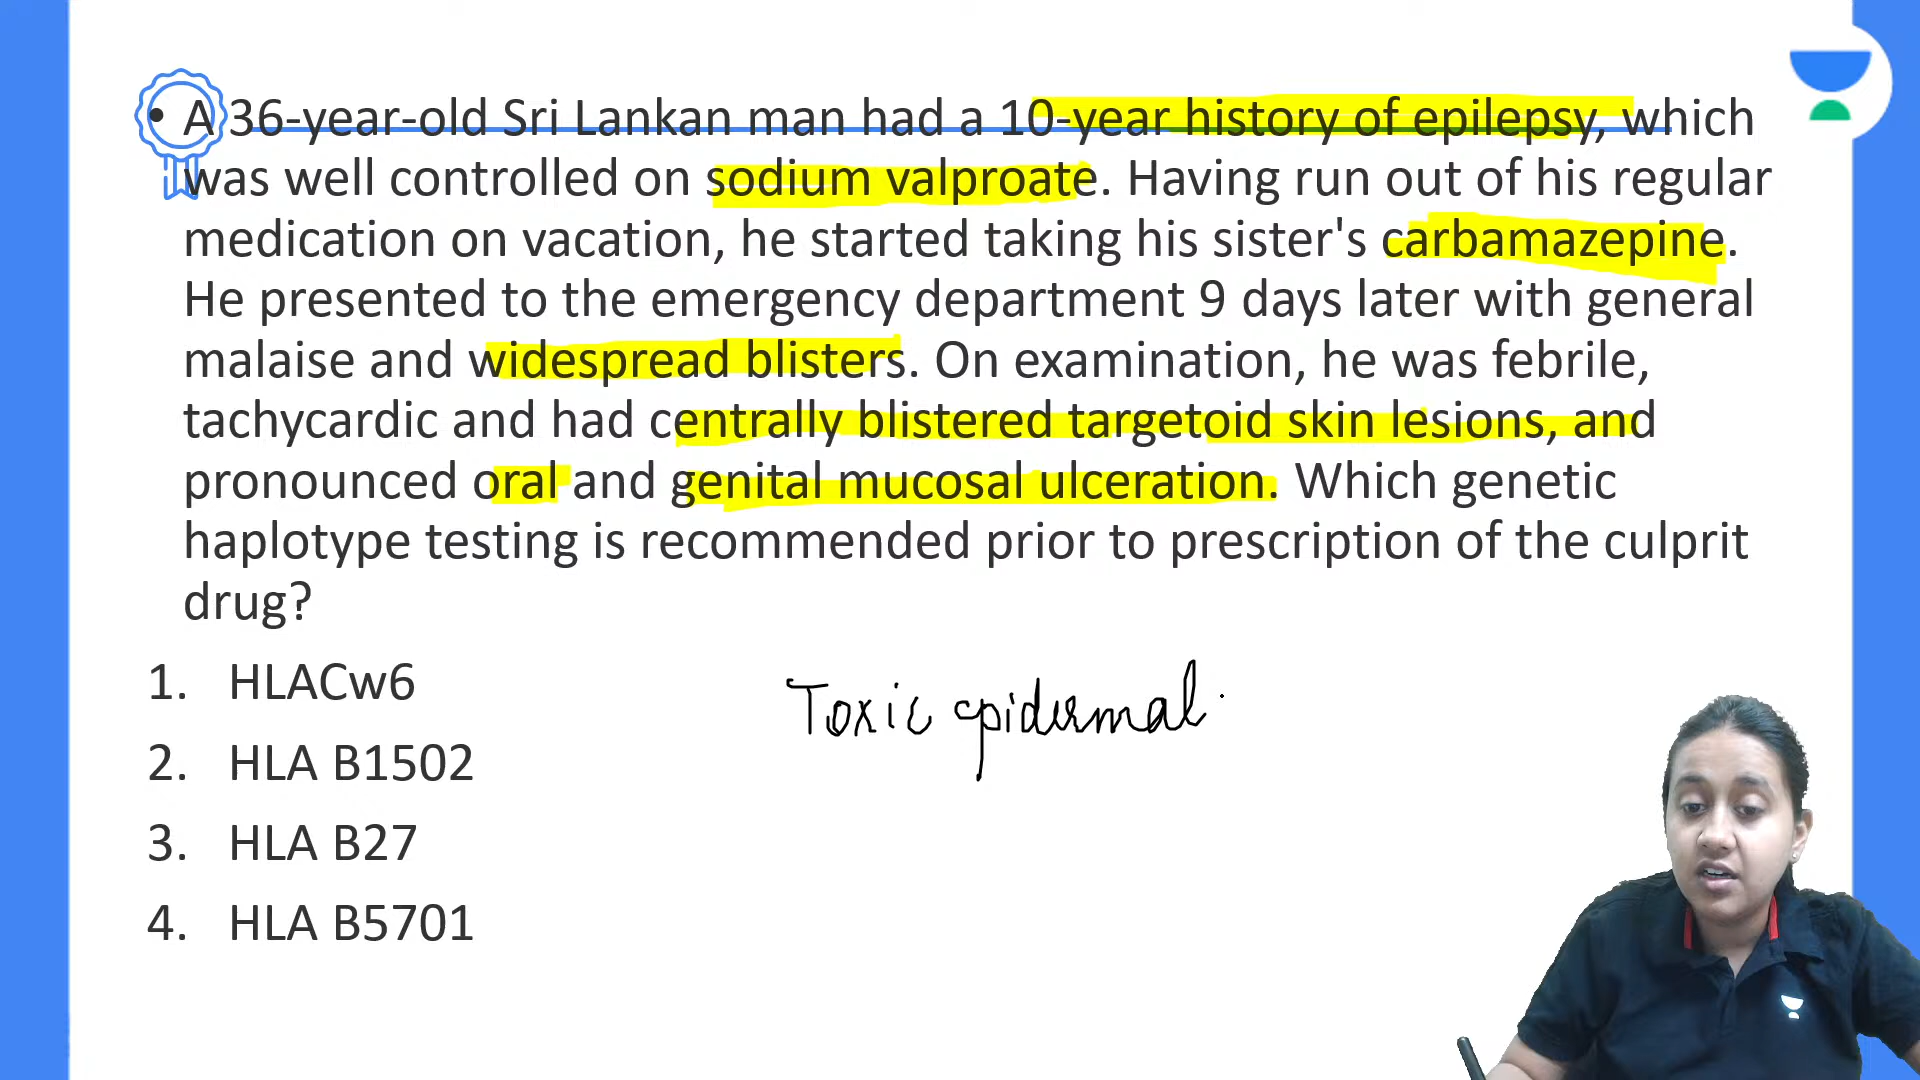 • A 36-year-old Sri Lankan man had a 10-year history of epilepsy, which
was well controlled on sodium valproate. Having run out of his regular
medication on vacation, he started taking his sister's carbamazepine.
He presented to the emergency department 9 days later with general
malaise and widespread blisters. On examination, he was febrile,
tachycardic and had centrally blistered targetoid skin lesions, and
pronounced oral and genital mucosal ulceration. Which genetic
haplotype testing is recommended prior to prescription of the culprit
drug?
1. HLACw6
2. HLA B1502
3. HLA B27
4. HLA B5701
Toxic epidermal